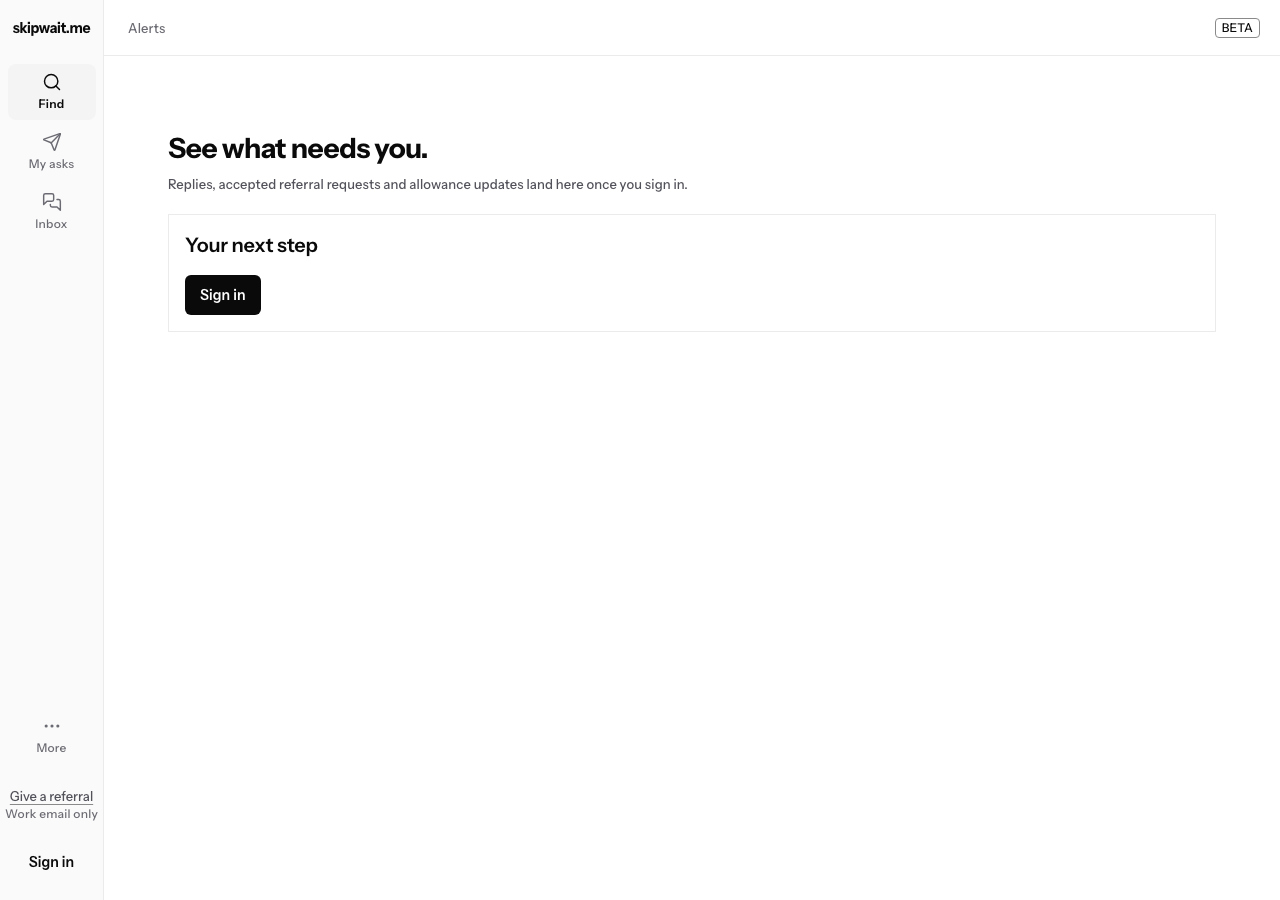 skipwait.me
Alerts
BETA
Find
My asks
Inbox
See what needs you.
Replies, accepted referral requests and allowance updates land here once you sign in.
Your next step
Sign in
More
Give a referral
Work email only
Sign in